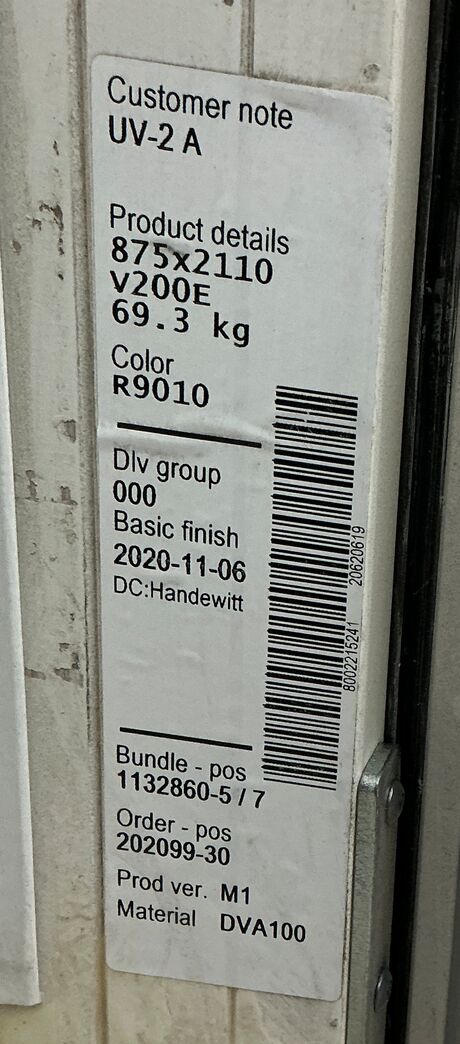 Customer note
UV-2 A
Product details
875x2110
V200E
69.3 kg
Color
R9010
Dlv group
000
Basic finish
2020-11-06
DC:Handewitt
8002215241 20620619
Bundle - pos
1132860-5 / 7
Order - pos
202099-30
Prod ver. M1
Material DVA100